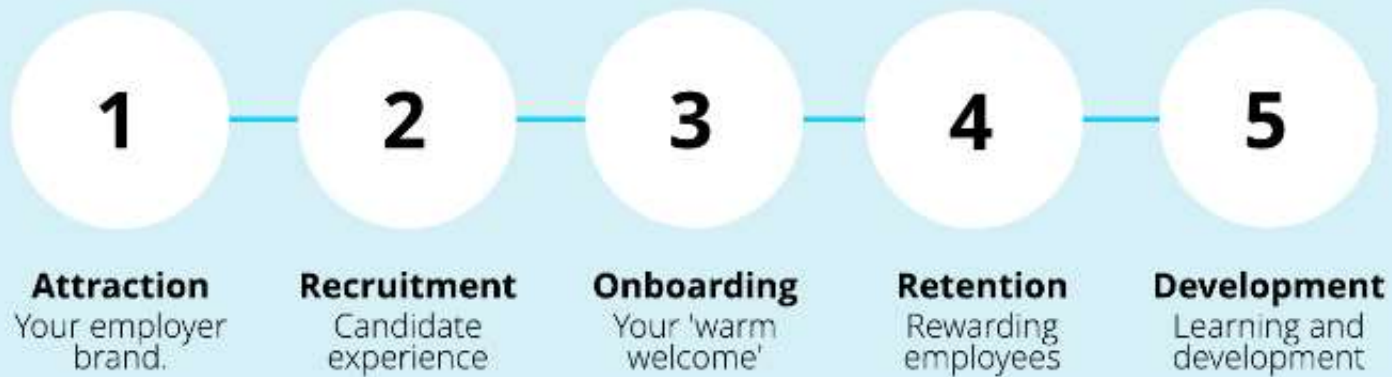 1
2
3
4
5
Attraction
Your employer
brand.
Recruitment
Candidate
experience
Onboarding
Your 'warm
welcome'
Retention
Rewarding
employees
Development
Learning and
development